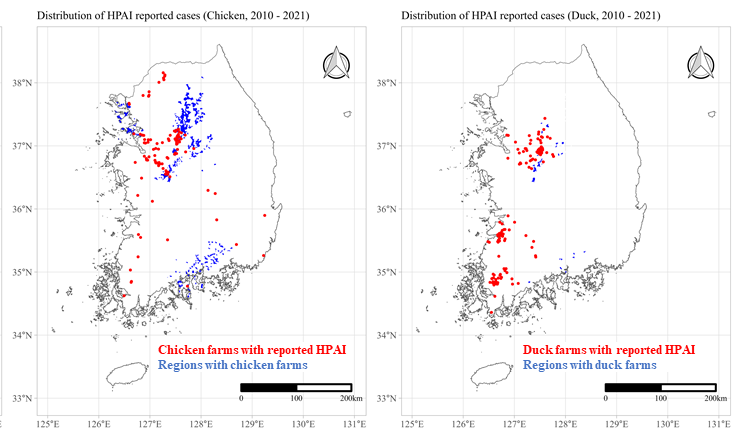 Distribution of HPAI reported cases (Chicken, 2010 - 2021)
38°N
37°N
36°N
35°N
34°N
33°N
Chicken farms with reported HPAI
Regions with chicken farms
0 100 200km
125°E 126°E 127°E 128°E 129°E 130°E 131°E
Distribution of HPAI reported cases (Duck, 2010 - 2021)
38°N
37°N
36°N
35°N
34°N
33°N
Duck farms with reported HPAI
Regions with duck farms
0 100 200km
125°E 126°E 127°E 128°E 129°E 130°E 131°E
°E